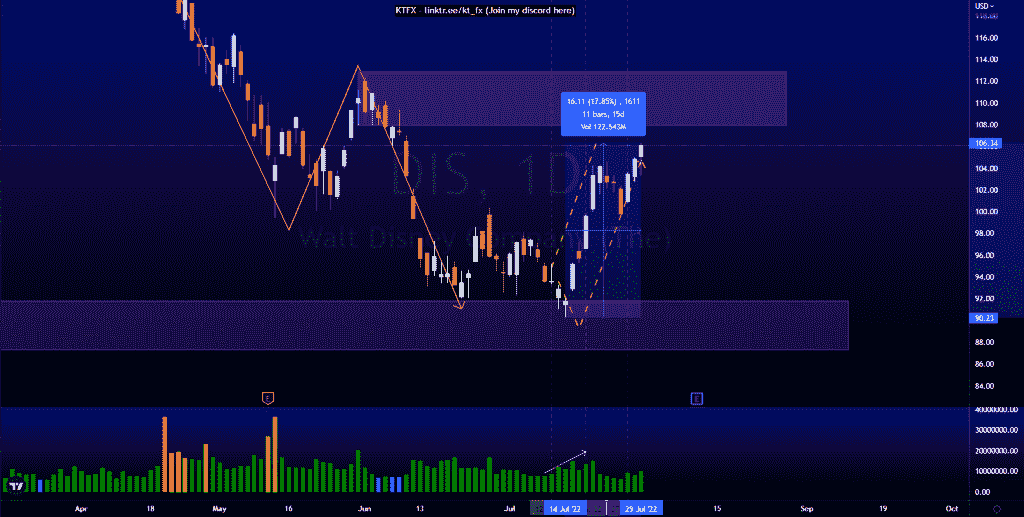 KTFX - linktr.ee/kt_fx (Join my discord here)
USD
118.00
116.00
114.00
112.00
110.00
108.00
106.34
104.00
102.00
100.00
98.00
96.00
94.00
92.00
90.23
88.00
86.00
84.00
16.11 (17.85%) , 1611
11 bars, 15d
Vol 122.543M
DIS, 1D
Walt Disney
E
E
40000000.00
30000000.00
20000000.00
10000000.00
0.00
Apr
18
May
16
Jun
13
Jul
14 Jul '22
29 Jul '22
15
Sep
19
Oct